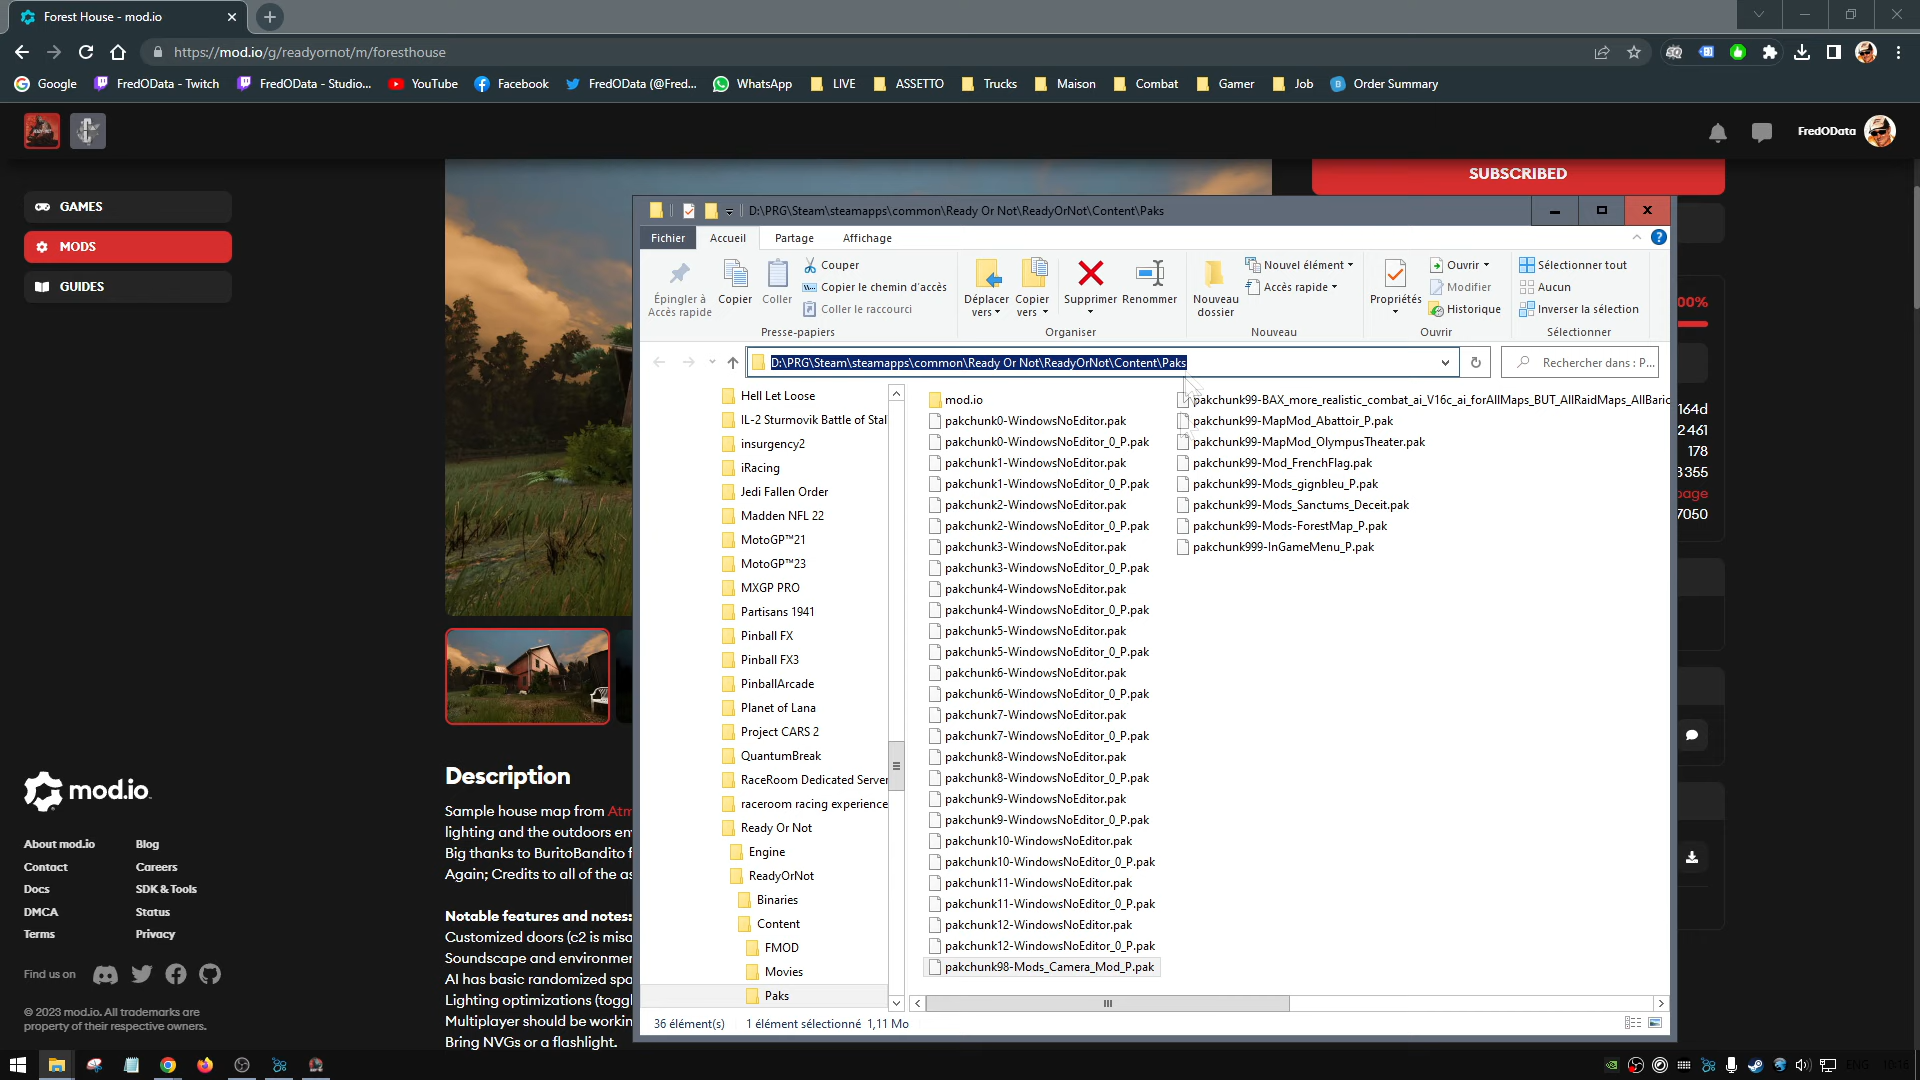 Forest House - mod.io
https://mod.io/g/readyornot/m/foresthouse
Google
FredOData - Twitch
FredOData - Studio...
YouTube
Facebook
FredOData (@Fred...
WhatsApp
LIVE
ASSETTO
Trucks
Maison
Combat
Gamer
Job
Order Summary
FredOData
GAMES
MODS
GUIDES
SUBSCRIBED
D:\PRG\Steam\steamapps\common\Ready Or Not\ReadyOrNot\Content\Paks
Fichier
Accueil
Partage
Affichage
Épingler à
Accès rapide
Copier
Coller
Couper
Copier le chemin d'accès
Coller le raccourci
Presse-papiers
Déplacer
vers
Copier
vers
Supprimer
Renommer
Organiser
Nouveau
dossier
Nouvel élément
Accès rapide
Nouveau
Propriétés
Ouvrir
Modifier
Historique
Ouvrir
Sélectionner tout
Aucun
Inverser la sélection
Sélectionner
D:\PRG\Steam\steamapps\common\Ready Or Not\ReadyOrNot\Content\Paks
Rechercher dans : P...
Hell Let Loose
IL-2 Sturmovik Battle of Stal
insurgency2
iRacing
Jedi Fallen Order
Madden NFL 22
MotoGP™21
MotoGP™23
MXGP PRO
Partisans 1941
Pinball FX
Pinball FX3
PinballArcade
Planet of Lana
Project CARS 2
QuantumBreak
RaceRoom Dedicated Server
raceroom racing experience
Ready Or Not
Engine
ReadyOrNot
Binaries
Content
FMOD
Movies
Paks
mod.io
pakchunk0-WindowsNoEditor.pak
pakchunk0-WindowsNoEditor_0_P.pak
pakchunk1-WindowsNoEditor.pak
pakchunk1-WindowsNoEditor_0_P.pak
pakchunk2-WindowsNoEditor.pak
pakchunk2-WindowsNoEditor_0_P.pak
pakchunk3-WindowsNoEditor.pak
pakchunk3-WindowsNoEditor_0_P.pak
pakchunk4-WindowsNoEditor.pak
pakchunk4-WindowsNoEditor_0_P.pak
pakchunk5-WindowsNoEditor.pak
pakchunk5-WindowsNoEditor_0_P.pak
pakchunk6-WindowsNoEditor.pak
pakchunk6-WindowsNoEditor_0_P.pak
pakchunk7-WindowsNoEditor.pak
pakchunk7-WindowsNoEditor_0_P.pak
pakchunk8-WindowsNoEditor.pak
pakchunk8-WindowsNoEditor_0_P.pak
pakchunk9-WindowsNoEditor.pak
pakchunk9-WindowsNoEditor_0_P.pak
pakchunk10-WindowsNoEditor.pak
pakchunk10-WindowsNoEditor_0_P.pak
pakchunk11-WindowsNoEditor.pak
pakchunk11-WindowsNoEditor_0_P.pak
pakchunk12-WindowsNoEditor.pak
pakchunk12-WindowsNoEditor_0_P.pak
pakchunk98-Mods_Camera_Mod_P.pak
pakchunk99-BAX_more_realistic_combat_ai_V16c_ai_forAllMaps_BUT_AllRaidMaps_AllBaric
pakchunk99-MapMod_Abattoir_P.pak
pakchunk99-MapMod_OlympusTheater.pak
pakchunk99-Mod_FrenchFlag.pak
pakchunk99-Mods_gignbleu_P.pak
pakchunk99-Mods_Sanctums_Deceit.pak
pakchunk99-Mods-ForestMap_P.pak
pakchunk999-InGameMenu_P.pak
36 élément(s)
1 élément sélectionné 1,11 Mo
00%
164d
2 461
178
3 355
page
7050
Description
Sample house map from Atm
lighting and the outdoors en
Big thanks to BuritoBandito f
Again; Credits to all of the as
Notable features and notes:
Customized doors (c2 is misa
Soundscape and environmen
AI has basic randomized spa
Lighting optimizations (toggl
Multiplayer should be workin
Bring NVGs or a flashlight.
mod.io
About mod.io
Blog
Contact
Careers
Docs
SDK & Tools
DMCA
Status
Terms
Privacy
Find us on
© 2023 mod.io. All trademarks are
property of their respective owners.
ENG